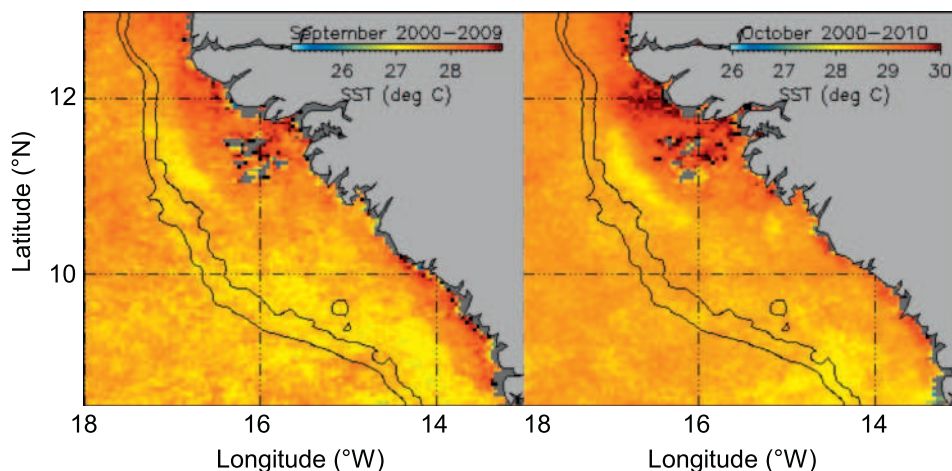 September 2000−2009
26 27 28
SST (deg C)
October 2000−2010
26 27 28 29 30
SST (deg C)
Latitude (°N)
12
10
18 16 14
18 16 14
Longitude (°W)
Longitude (°W)